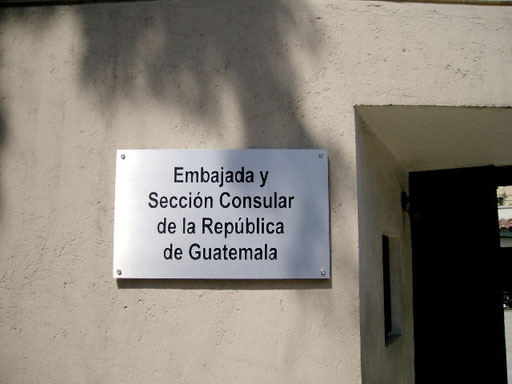 Embajada y
Sección Consular
de la República
de Guatemala